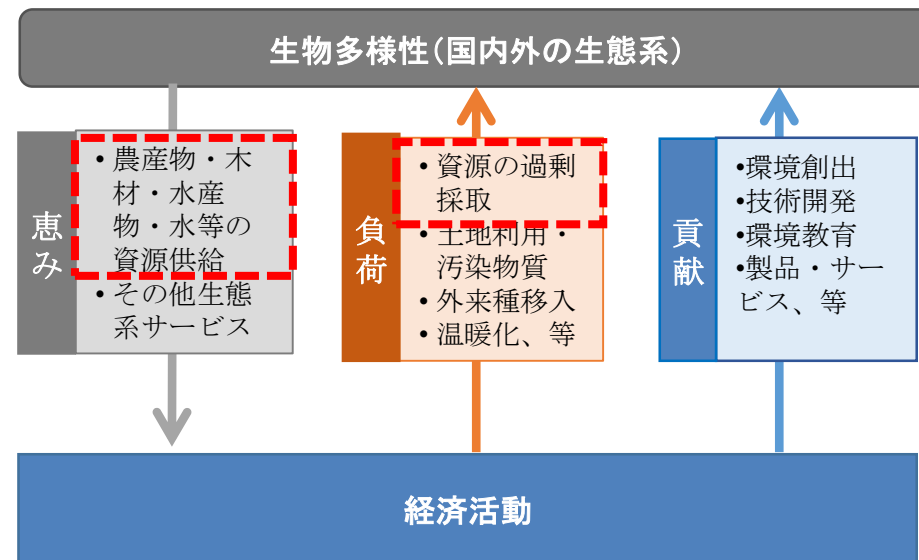 生物多様性（国内外の生態系）
恵み
• 農産物・木
材・水産
物・水等の
資源供給
• その他生態
系サービス
負荷
• 資源の過剰
採取
• 土地利用・
汚染物質
• 外来種移入
• 温暖化、等
貢献
•環境創出
•技術開発
•環境教育
•製品・サー
ビス、等
経済活動